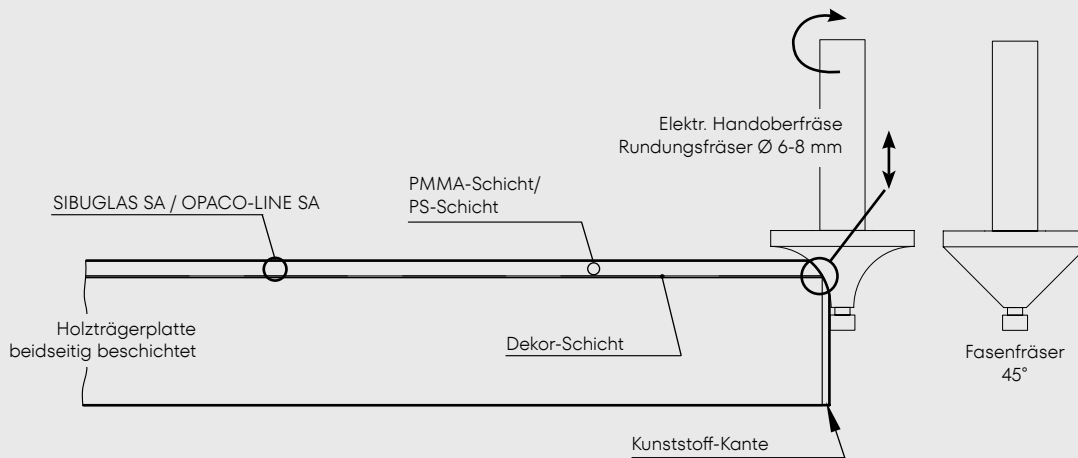 Elektr. Handoberfräse
Rundungsfräser Ø 6-8 mm
PMMA-Schicht/
PS-Schicht
SIBUGLAS SA / OPACO-LINE SA
Holzträgerplatte
beidseitig beschichtet
Dekor-Schicht
Fasenfräser
45°
Kunststoff-Kante